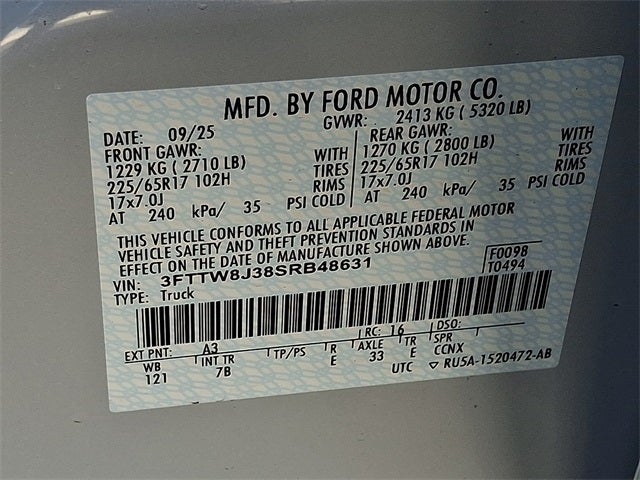 MFD. BY FORD MOTOR CO.
DATE: 09/25 GVWR: 2413 KG ( 5320 LB)
FRONT GAWR: REAR GAWR:
1229 KG ( 2710 LB) WITH 1270 KG ( 2800 LB) WITH
225/65R17 102H TIRES 225/65R17 102H TIRES
17x7.0J RIMS 17x7.0J RIMS
AT 240 kPa/ 35 PSI COLD AT 240 kPa/ 35 PSI COLD
THIS VEHICLE CONFORMS TO ALL APPLICABLE FEDERAL MOTOR
VEHICLE SAFETY AND THEFT PREVENTION STANDARDS IN
EFFECT ON THE DATE OF MANUFACTURE SHOWN ABOVE.
VIN: 3FTTW8J38SRB48631 F0098
TYPE: Truck T0494
RC: 16 DSO:
EXT PNT: A3
WB INT TR TP/PS R AXLE TR SPR
121 7B E 33 E CCNX
UTC ▽ RU5A-1520472-AB